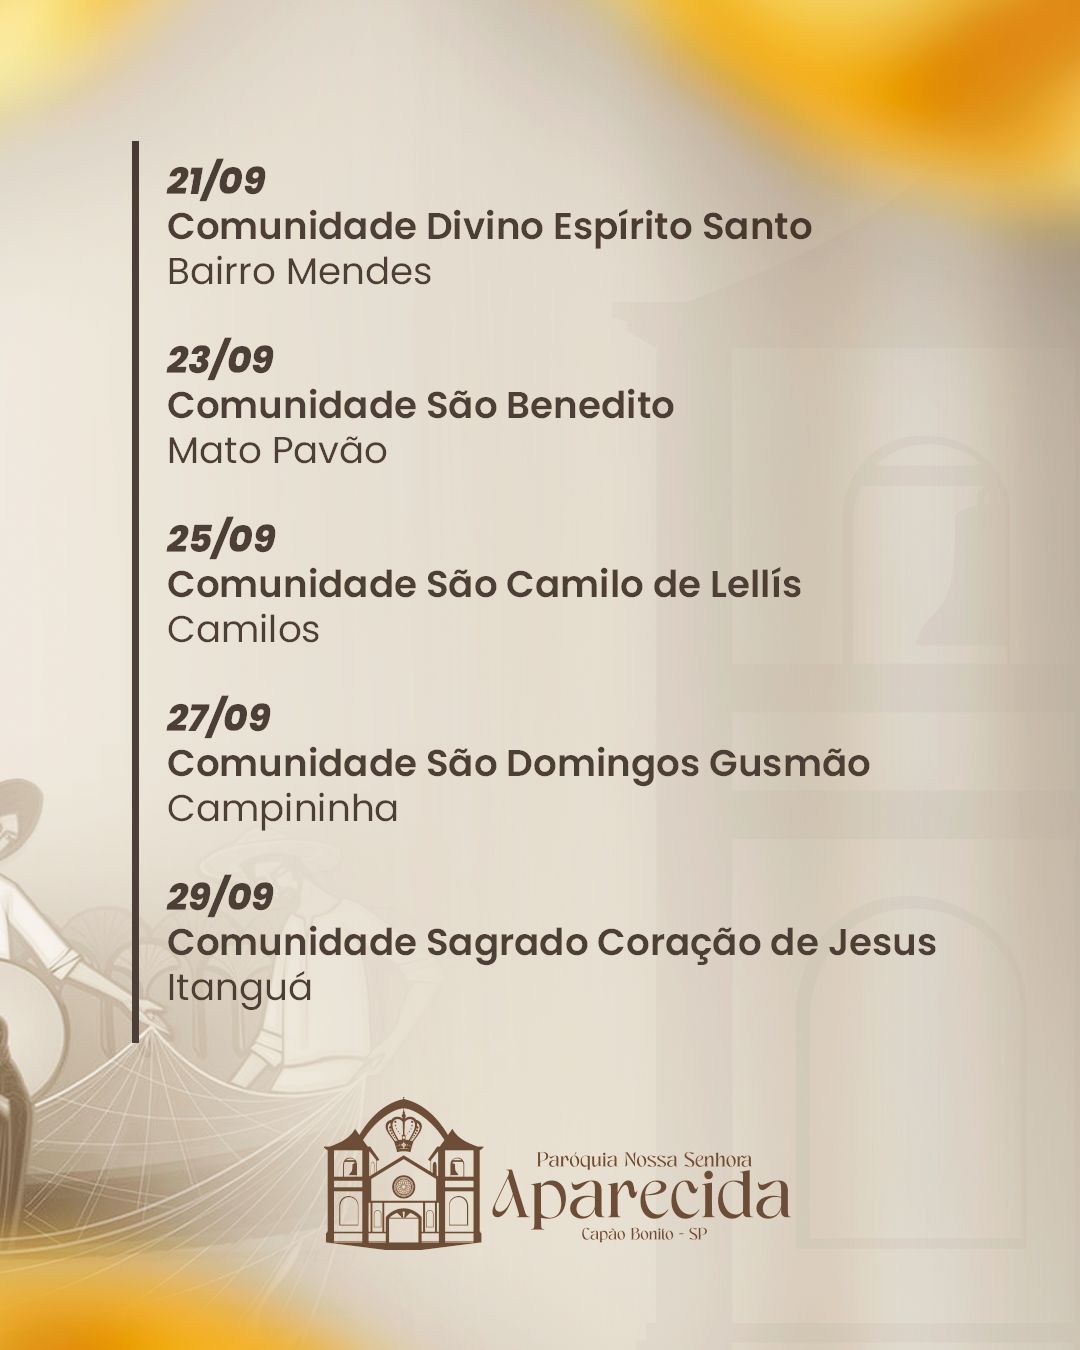 21/09
Comunidade Divino Espírito Santo
Bairro Mendes
23/09
Comunidade São Benedito
Mato Pavão
25/09
Comunidade São Camilo de Lellís
Camilos
27/09
Comunidade São Domingos Gusmão
Campininha
29/09
Comunidade Sagrado Coração de Jesus
Itanguá
Paróquia Nossa Senhora
Aparecida
Capão Bonito - SP